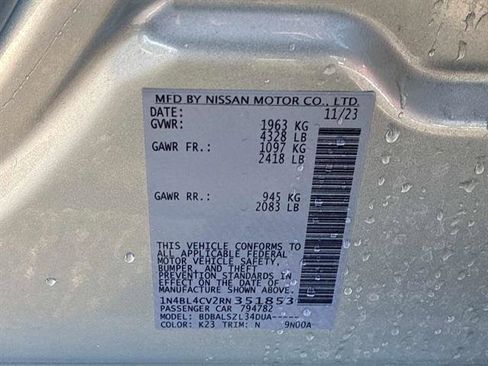 MFD BY NISSAN MOTOR CO., LTD.
DATE: 11/23
GVWR: 1963 KG
4328 LB
GAWR FR.: 1097 KG
2418 LB
GAWR RR.: 945 KG
2083 LB
THIS VEHICLE CONFORMS TO
ALL APPLICABLE FEDERAL
MOTOR VEHICLE SAFETY,
BUMPER, AND THEFT
PREVENTION STANDARDS
IN EFFECT ON THE DATE
OF MANUFACTURE SHOWN ABOVE.
1N4BL4CV2RN351853
PASSENGER CAR 794782
MODEL: BDBALSZL34DUA-----
COLOR: K23 TRIM: N 9N00A